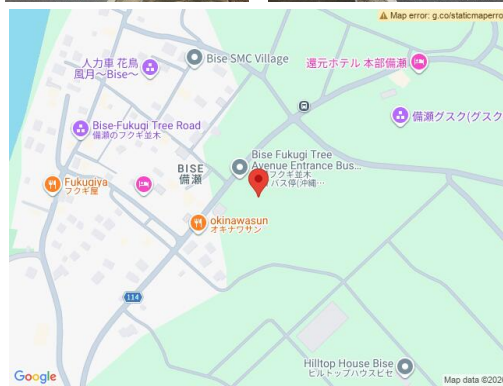 Map error: g.co/staticmaperro
人力車 花鳥
風月～Bise～
Bise SMC Village
還元ホテル 本部備瀬
備瀬グスク(グスク
Bise-Fukugi Tree Road
備瀬のフクギ並木
BISE
備瀬
Bise Fukugi Tree
Avenue Entrance Bus...
フクギ並木
バス停(沖縄…
Fukugiya
フクギ屋
okinawasun
オキナワサン
114
Hilltop House Bise
ヒルトップハウスビセ
Google
Map data ©202